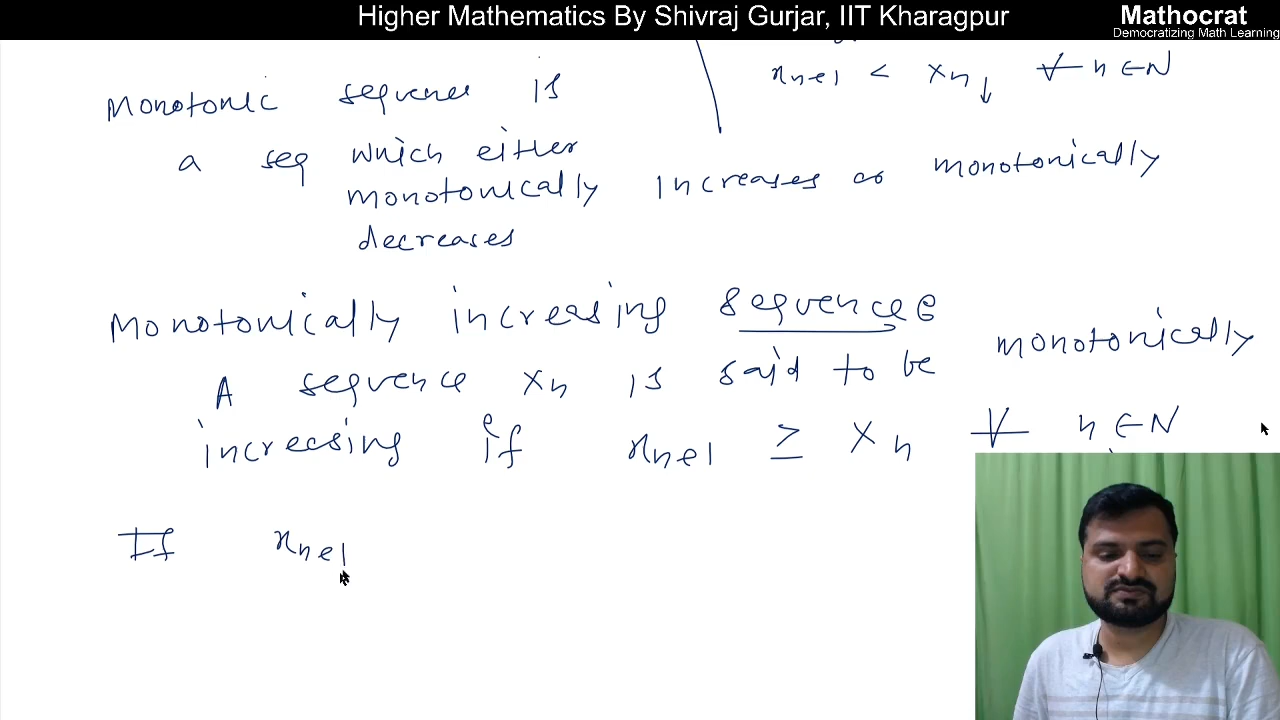 Higher Mathematics By Shivraj Gurjar, IIT Kharagpur
Mathocrat
Democratizing Math Learning
xn+1 < xn ↓ ∀ n ∈ N
Monotonic sequence is
a seq which either
monotonically increases or monotonically
decreases
Monotonically increasing sequence
A sequence xn is said to be monotonically
increasing if xn+1 ≥ xn ∀ n ∈ N
If xn+1